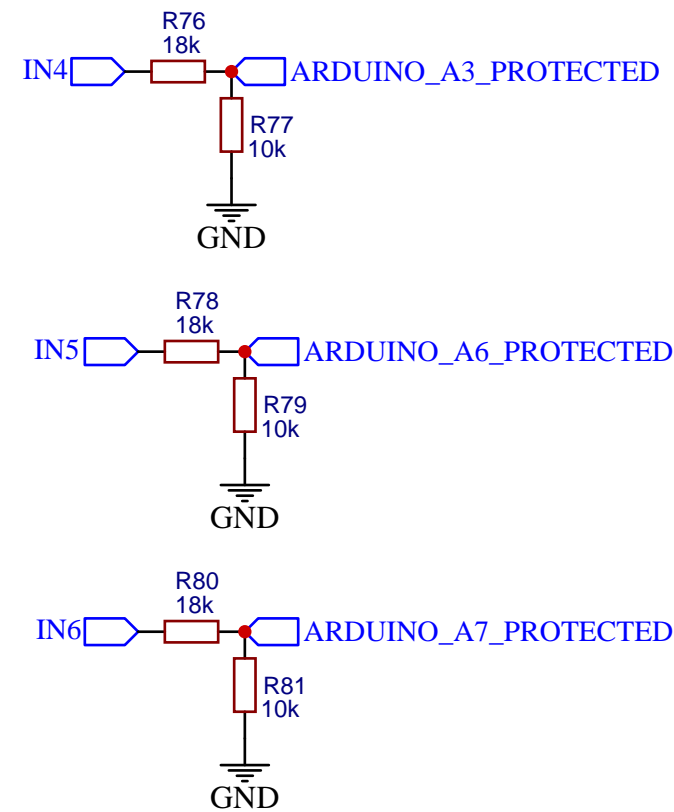 R76
18k
IN4
ARDUINO_A3_PROTECTED
R77
10k
GND
R78
18k
IN5
ARDUINO_A6_PROTECTED
R79
10k
GND
R80
18k
IN6
ARDUINO_A7_PROTECTED
R81
10k
GND